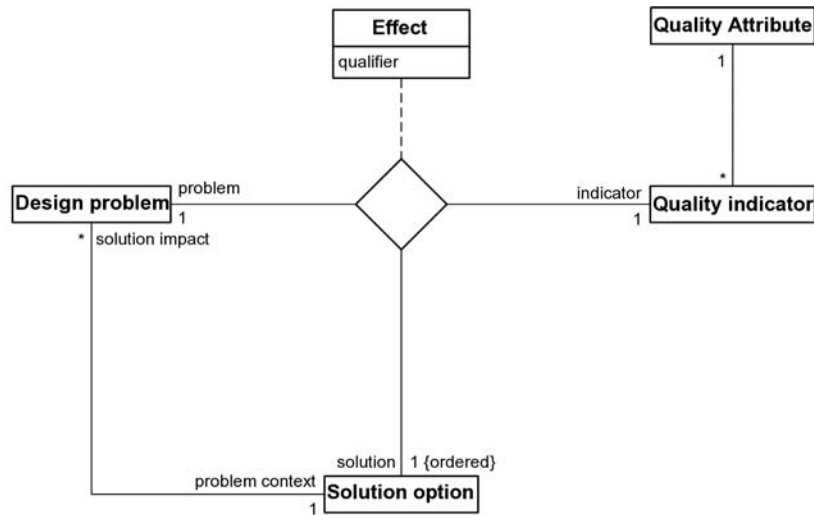 Effect
qualifier
Quality Attribute
1
*
Quality indicator
indicator
1
problem
Design problem
1
* solution impact
solution 1 {ordered}
problem context
1
Solution option